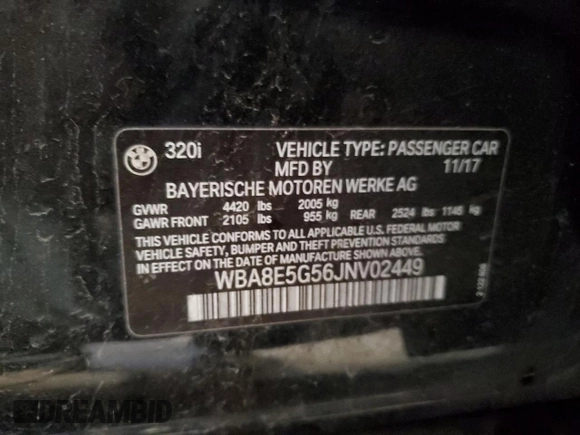 320i VEHICLE TYPE: PASSENGER CAR
MFD BY 11/17
BAYERISCHE MOTOREN WERKE AG
GVWR 4420 lbs 2005 kg
GAWR FRONT 2105 lbs 955 kg REAR 2524 lbs 1145 kg
THIS VEHICLE CONFORMS TO ALL APPLICABLE U.S. FEDERAL MOTOR
VEHICLE SAFETY, BUMPER AND THEFT PREVENTION STANDARDS
IN EFFECT ON THE DATE OF MANUFACTURE SHOWN ABOVE.
WBA8E5G56JNV02449
DREAMBID